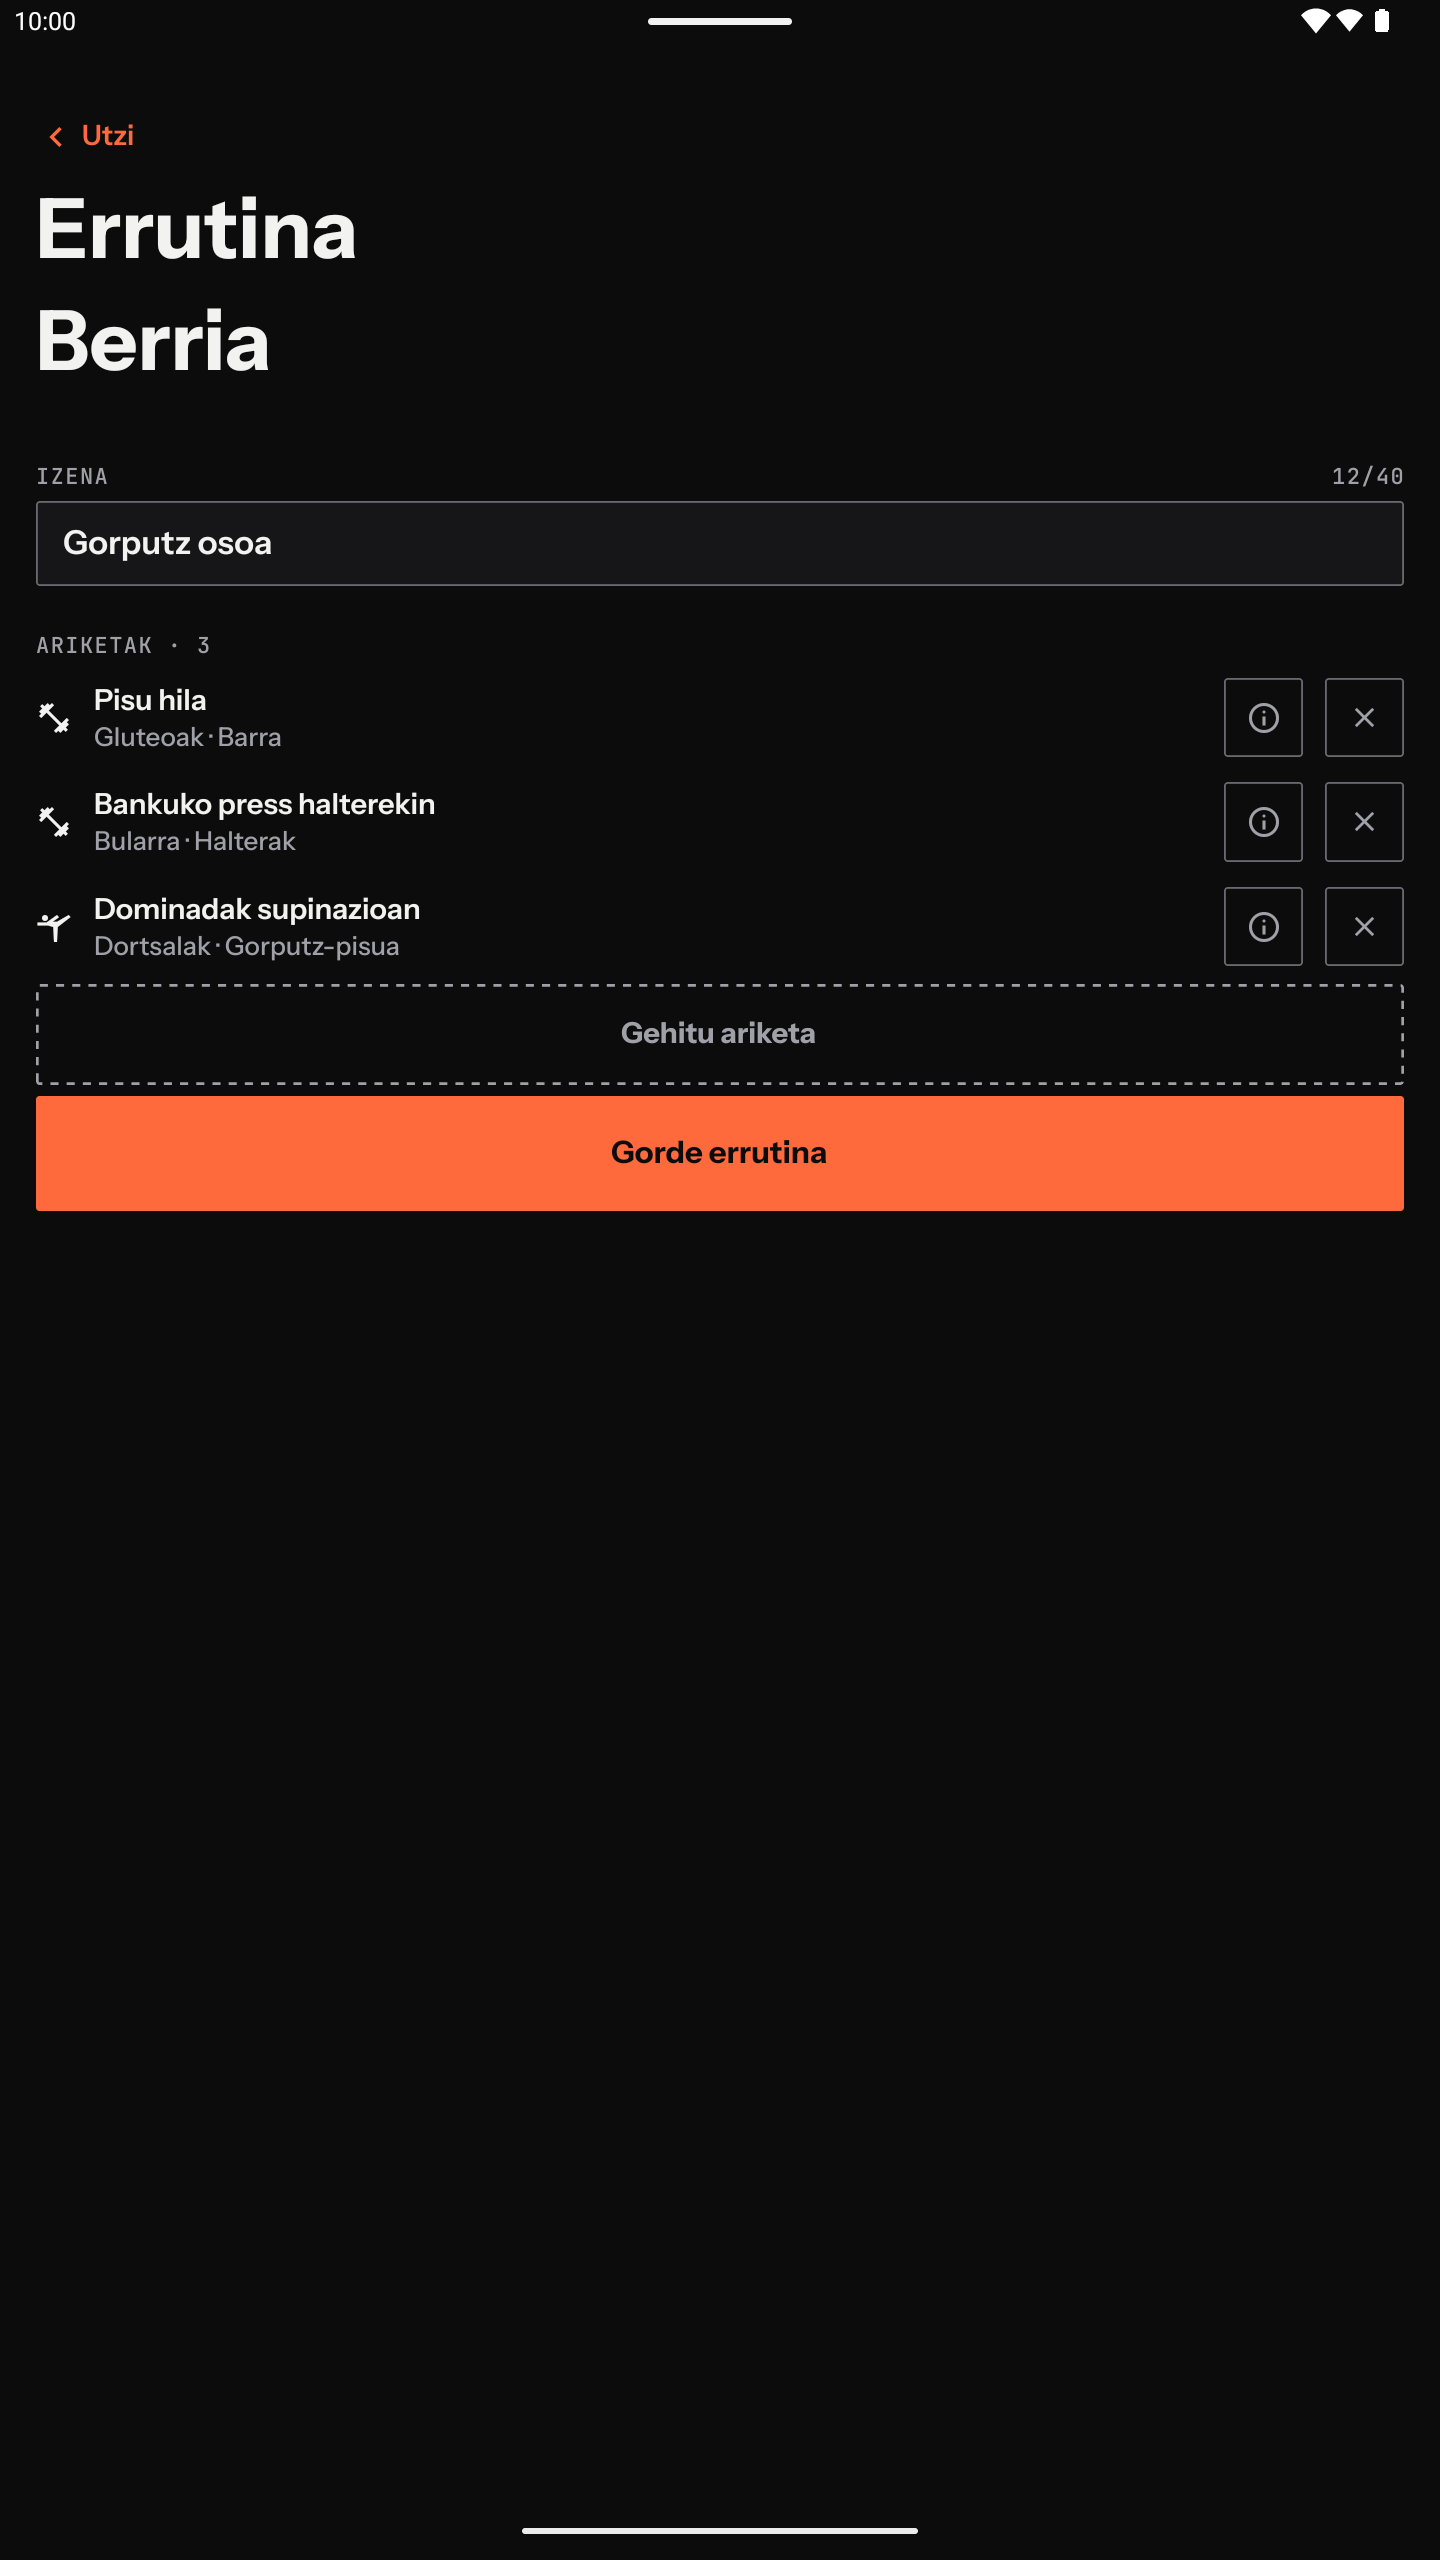 10:00
Utzi
Errutina
Berria
IZENA 12/40
Gorputz osoa
ARIKETAK · 3
Pisu hila
Gluteoak · Barra
Bankuko press halterekin
Bularra · Halterak
Dominadak supinazioan
Dortsalak · Gorputz-pisua
Gehitu ariketa
Gorde errutina